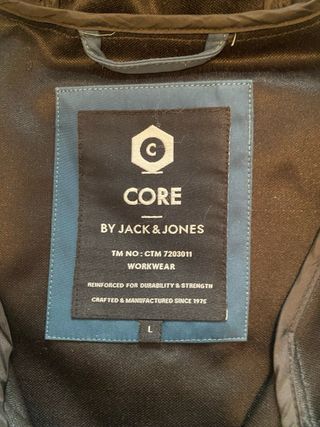 C
CORE
BY JACK & JONES
TM NO: CTM 7203011
WORKWEAR
REINFORCED FOR DURABILITY & STRENGTH
CRAFTED & MANUFACTURED SINCE 1975
L